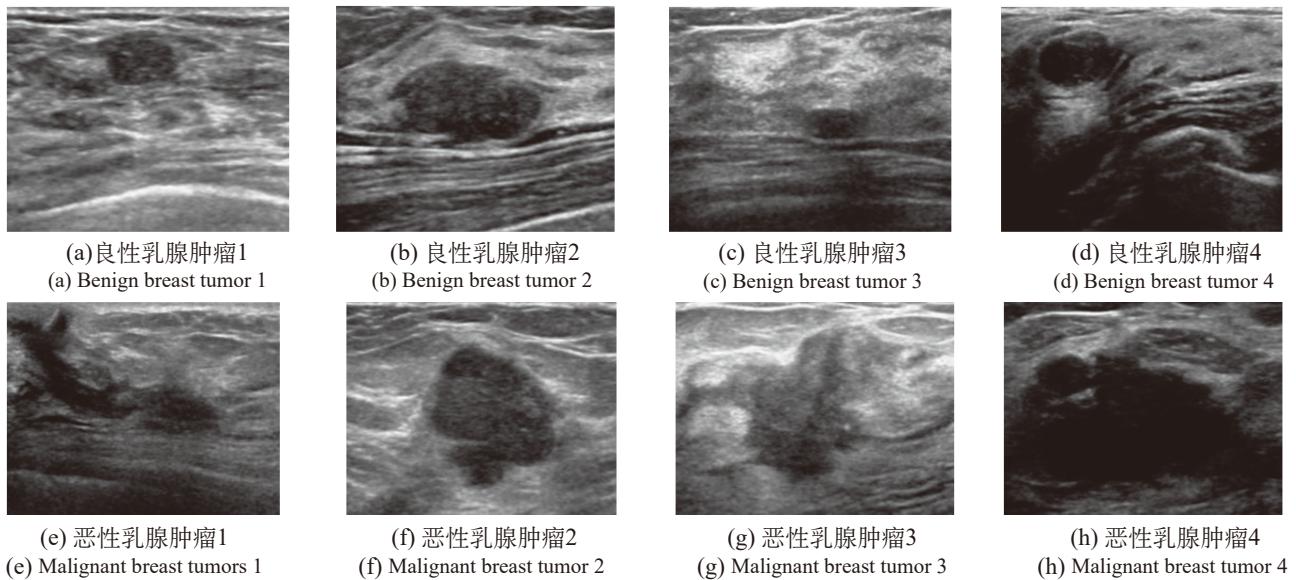 (a)良性乳腺肿瘤1
(a) Benign breast tumor 1
(b) 良性乳腺肿瘤2
(b) Benign breast tumor 2
(c) 良性乳腺肿瘤3
(c) Benign breast tumor 3
(d) 良性乳腺肿瘤4
(d) Benign breast tumor 4
(e) 恶性乳腺肿瘤1
(e) Malignant breast tumors 1
(f) 恶性乳腺肿瘤2
(f) Malignant breast tumor 2
(g) 恶性乳腺肿瘤3
(g) Malignant breast tumor 3
(h) 恶性乳腺肿瘤4
(h) Malignant breast tumor 4